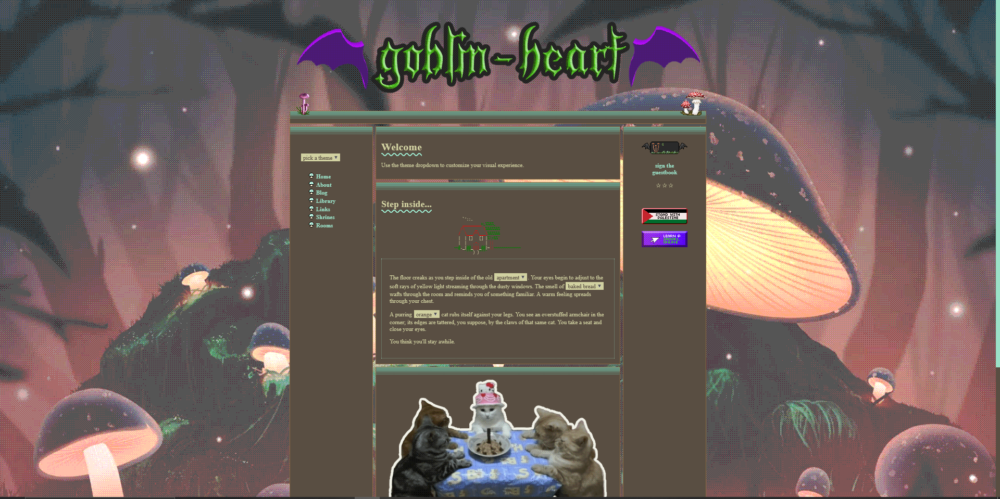 goblin-heart
pick a theme
Home
About
Blog
Library
Links
Shrines
Rooms
Welcome
Use the theme dropdown to customize your visual experience.
Step inside...
The floor creaks as you step inside of the old apartment . Your eyes begin to adjust to the
soft rays of yellow light streaming through the dusty windows. The smell of baked bread
wafts through the room and reminds you of something familiar. A warm feeling spreads
through your chest.
A purring orange cat rubs itself against your legs. You see an overstuffed armchair in the
corner; its edges are tattered, you suppose, by the claws of that same cat. You take a seat and
close your eyes.
You think you'll stay awhile.
sign the
guestbook
☆☆☆
STAND WITH
PALESTINE
LEARN @
SADGRL
ONLINE